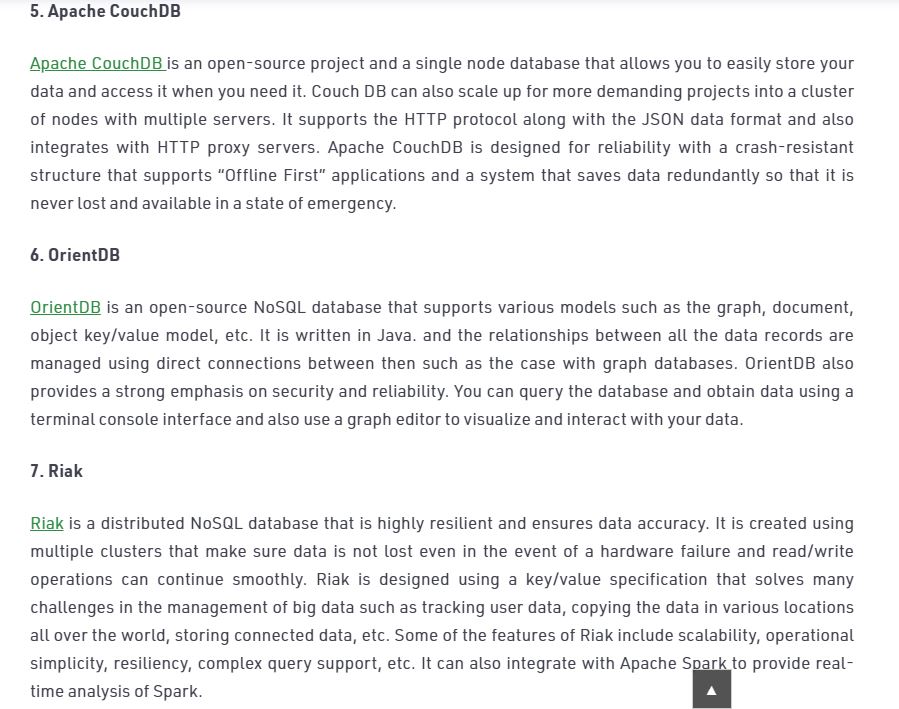 5. Apache CouchDB
Apache CouchDB is an open-source project and a single node database that allows you to easily store your
data and access it when you need it. Couch DB can also scale up for more demanding projects into a cluster
of nodes with multiple servers. It supports the HTTP protocol along with the JSON data format and also
integrates with HTTP proxy servers. Apache CouchDB is designed for reliability with a crash-resistant
structure that supports “Offline First” applications and a system that saves data redundantly so that it is
never lost and available in a state of emergency.
6. OrientDB
OrientDB is an open-source NoSQL database that supports various models such as the graph, document,
object key/value model, etc. It is written in Java. and the relationships between all the data records are
managed using direct connections between then such as the case with graph databases. OrientDB also
provides a strong emphasis on security and reliability. You can query the database and obtain data using a
terminal console interface and also use a graph editor to visualize and interact with your data.
7. Riak
Riak is a distributed NoSQL database that is highly resilient and ensures data accuracy. It is created using
multiple clusters that make sure data is not lost even in the event of a hardware failure and read/write
operations can continue smoothly. Riak is designed using a key/value specification that solves many
challenges in the management of big data such as tracking user data, copying the data in various locations
all over the world, storing connected data, etc. Some of the features of Riak include scalability, operational
simplicity, resiliency, complex query support, etc. It can also integrate with Apache Spark to provide real-
time analysis of Spark.